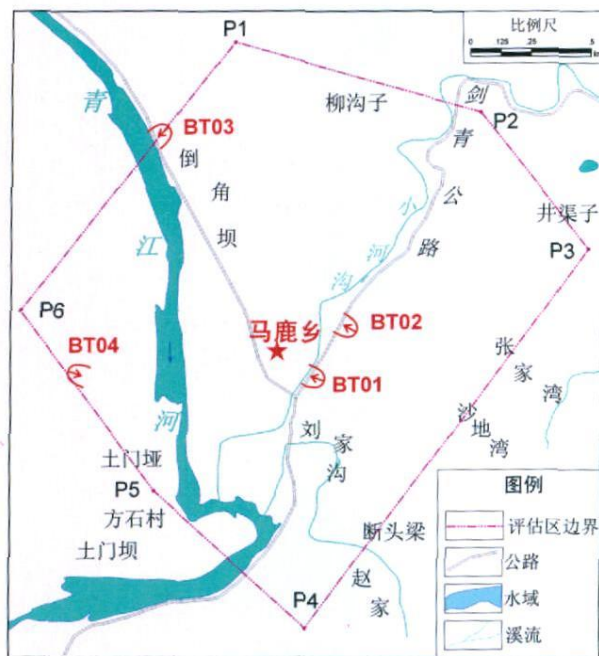 P1
比例尺
0 .125 .25 .5
柳沟子
剑
青
公
路
P2
青
江
河
BT03
倒
角
坝
小
河
沟
井渠子
P3
P6
马鹿乡
BT02
BT04
BT01
张
家
湾
沙
地
湾
刘
家
沟
土门垭
P5
方石村
土门坝
断头梁
赵
家
P4
图例
评估区边界
公路
水域
溪流